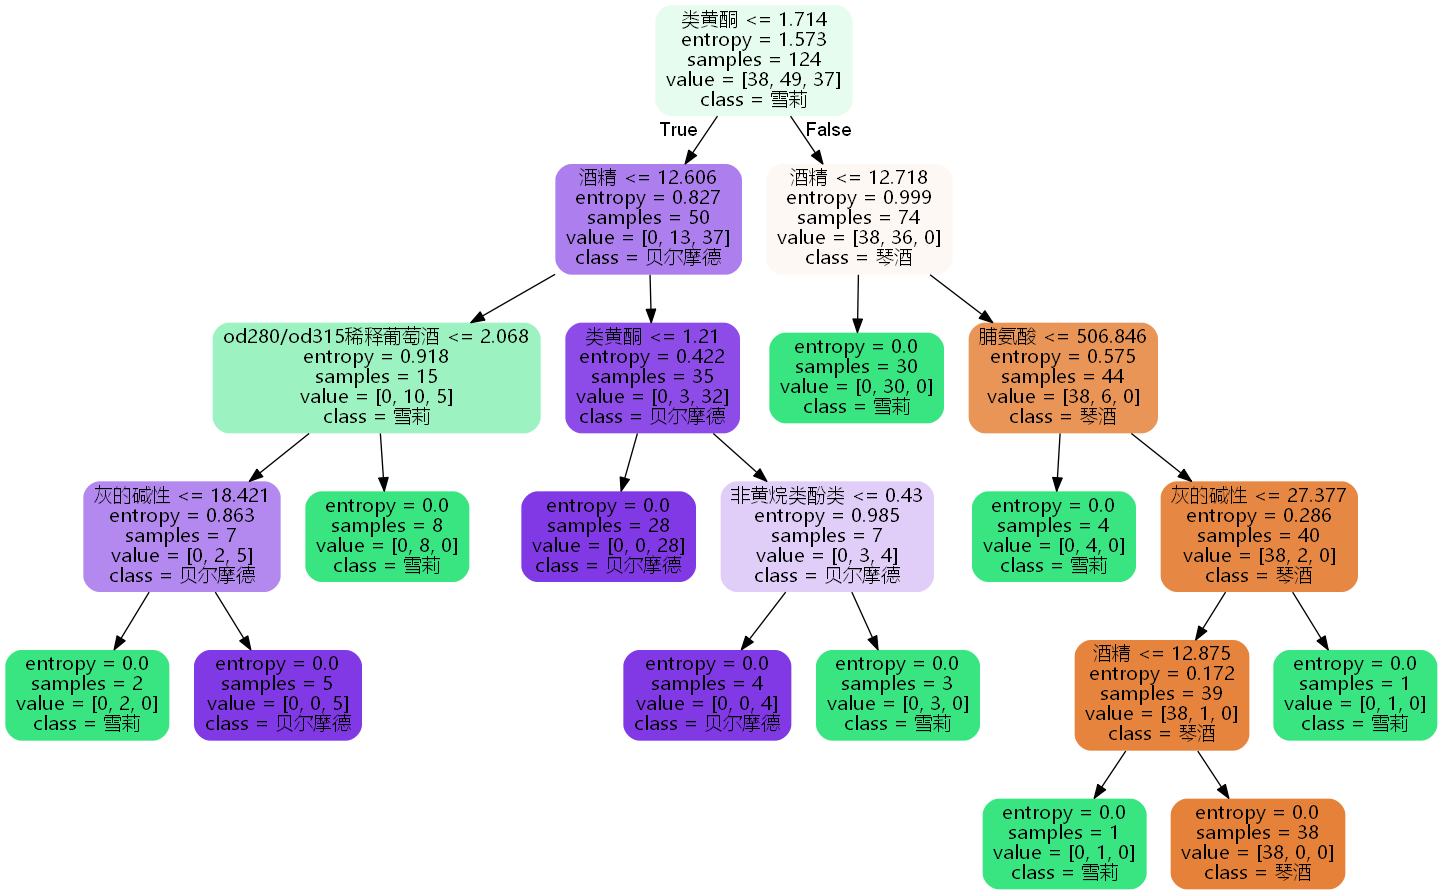 类黄酮 <= 1.714
entropy = 1.573
samples = 124
value = [38, 49, 37]
class = 雪莉
True
False
酒精 <= 12.606
entropy = 0.827
samples = 50
value = [0, 13, 37]
class = 贝尔摩德
酒精 <= 12.718
entropy = 0.999
samples = 74
value = [38, 36, 0]
class = 琴酒
od280/od315稀释葡萄酒 <= 2.068
entropy = 0.918
samples = 15
value = [0, 10, 5]
class = 雪莉
类黄酮 <= 1.21
entropy = 0.422
samples = 35
value = [0, 3, 32]
class = 贝尔摩德
entropy = 0.0
samples = 30
value = [0, 30, 0]
class = 雪莉
脯氨酸 <= 506.846
entropy = 0.575
samples = 44
value = [38, 6, 0]
class = 琴酒
灰的碱性 <= 18.421
entropy = 0.863
samples = 7
value = [0, 2, 5]
class = 贝尔摩德
entropy = 0.0
samples = 8
value = [0, 8, 0]
class = 雪莉
entropy = 0.0
samples = 28
value = [0, 0, 28]
class = 贝尔摩德
非黄烷类酚类 <= 0.43
entropy = 0.985
samples = 7
value = [0, 3, 4]
class = 贝尔摩德
entropy = 0.0
samples = 4
value = [0, 4, 0]
class = 雪莉
灰的碱性 <= 27.377
entropy = 0.286
samples = 40
value = [38, 2, 0]
class = 琴酒
entropy = 0.0
samples = 2
value = [0, 2, 0]
class = 雪莉
entropy = 0.0
samples = 5
value = [0, 0, 5]
class = 贝尔摩德
entropy = 0.0
samples = 4
value = [0, 0, 4]
class = 贝尔摩德
entropy = 0.0
samples = 3
value = [0, 3, 0]
class = 雪莉
酒精 <= 12.875
entropy = 0.172
samples = 39
value = [38, 1, 0]
class = 琴酒
entropy = 0.0
samples = 1
value = [0, 1, 0]
class = 雪莉
entropy = 0.0
samples = 1
value = [0, 1, 0]
class = 雪莉
entropy = 0.0
samples = 38
value = [38, 0, 0]
class = 琴酒